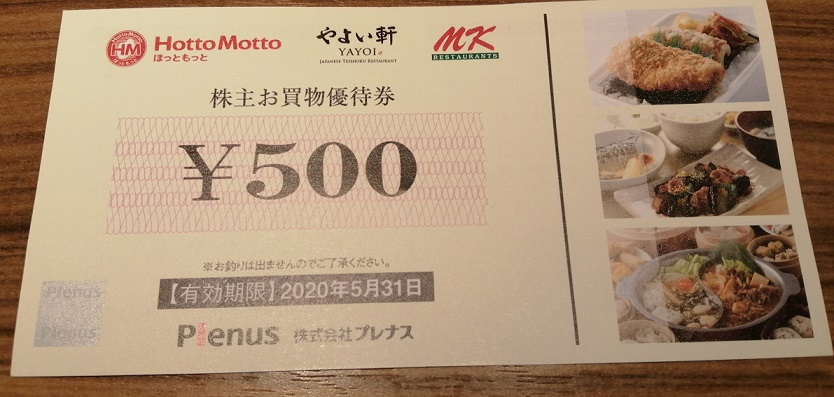 HottoMotto
HM
HottoMotto
ほっともっと
やよい軒
YAYOI
JAPANESE TEISHOKU RESTAURANT
MK
RESTAURANTS
株主お買物優待券
¥500
※お釣りは出ませんのでご了承ください。
【有効期限】2020年5月31日
Plenus 株式会社プレナス
Plenus
Plenus